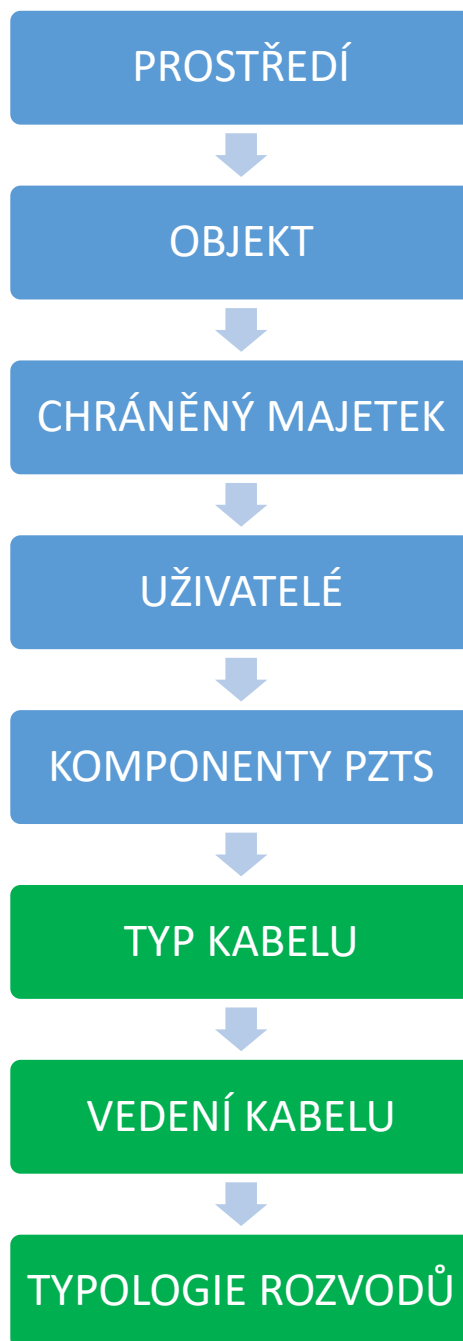 PROSTŘEDÍ
OBJEKT
CHRÁNĚNÝ MAJETEK
UŽIVATELÉ
KOMPONENTY PZTS
TYP KABELU
VEDENÍ KABELU
TYPOLOGIE ROZVODŮ